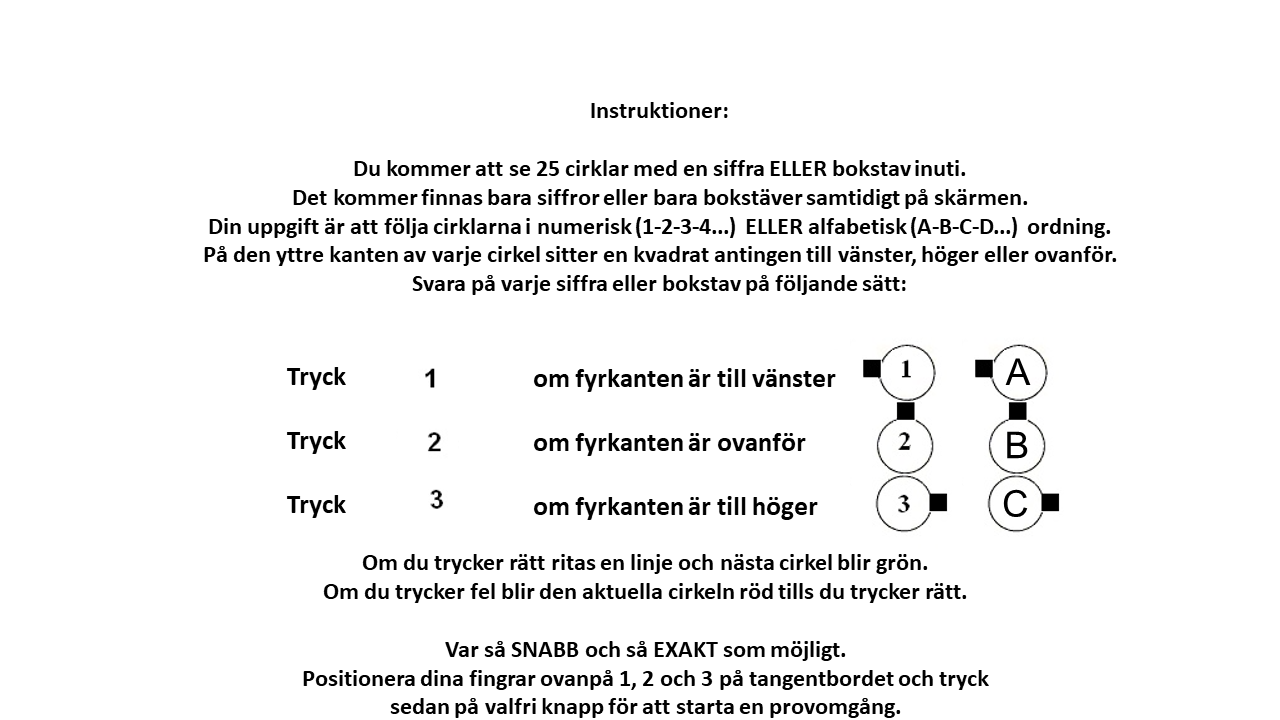 Instruktioner:
Du kommer att se 25 cirklar med en siffra ELLER bokstav inuti.
Det kommer finnas bara siffror eller bara bokstäver samtidigt på skärmen.
Din uppgift är att följa cirklarna i numerisk (1-2-3-4...) ELLER alfabetisk (A-B-C-D...) ordning.
På den yttre kanten av varje cirkel sitter en kvadrat antingen till vänster, höger eller ovanför.
Svara på varje siffra eller bokstav på följande sätt:
Tryck 1 om fyrkanten är till vänster 1 A
Tryck 2 om fyrkanten är ovanför 2 B
Tryck 3 om fyrkanten är till höger 3 C
Om du trycker rätt ritas en linje och nästa cirkel blir grön.
Om du trycker fel blir den aktuella cirkeln röd tills du trycker rätt.
Var så SNABB och så EXAKT som möjligt.
Positionera dina fingrar ovanpå 1, 2 och 3 på tangentbordet och tryck
sedan på valfri knapp för att starta en provomgång.